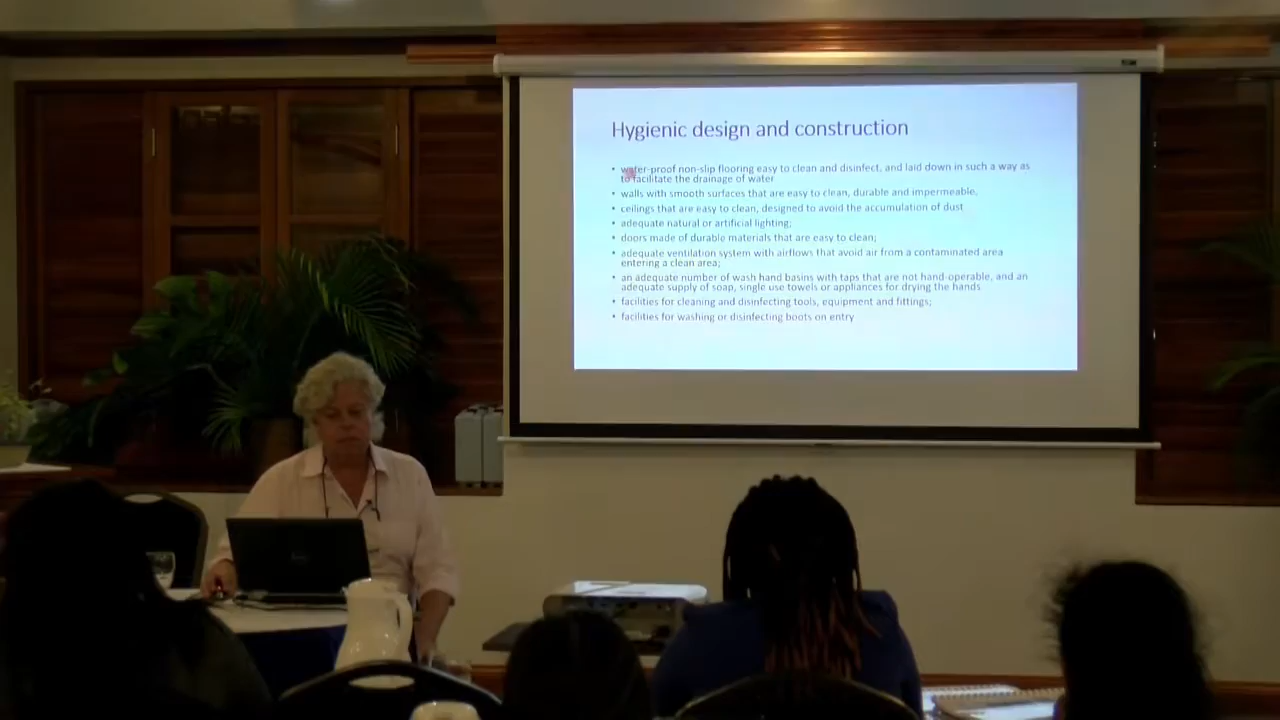 Hygienic design and construction
• water-proof non-slip flooring easy to clean and disinfect, and laid down in such a way as
to facilitate the drainage of water
• walls with smooth surfaces that are easy to clean, durable and impermeable,
• ceilings that are easy to clean, designed to avoid the accumulation of dust
• adequate natural or artificial lighting;
• doors made of durable materials that are easy to clean;
• adequate ventilation system with airflows that avoid air from a contaminated area
entering a clean area;
• an adequate number of wash hand basins with taps that are not hand-operable, and an
adequate supply of soap, single use towels or appliances for drying the hands
• facilities for cleaning and disinfecting tools, equipment and fittings;
• facilities for washing or disinfecting boots on entry